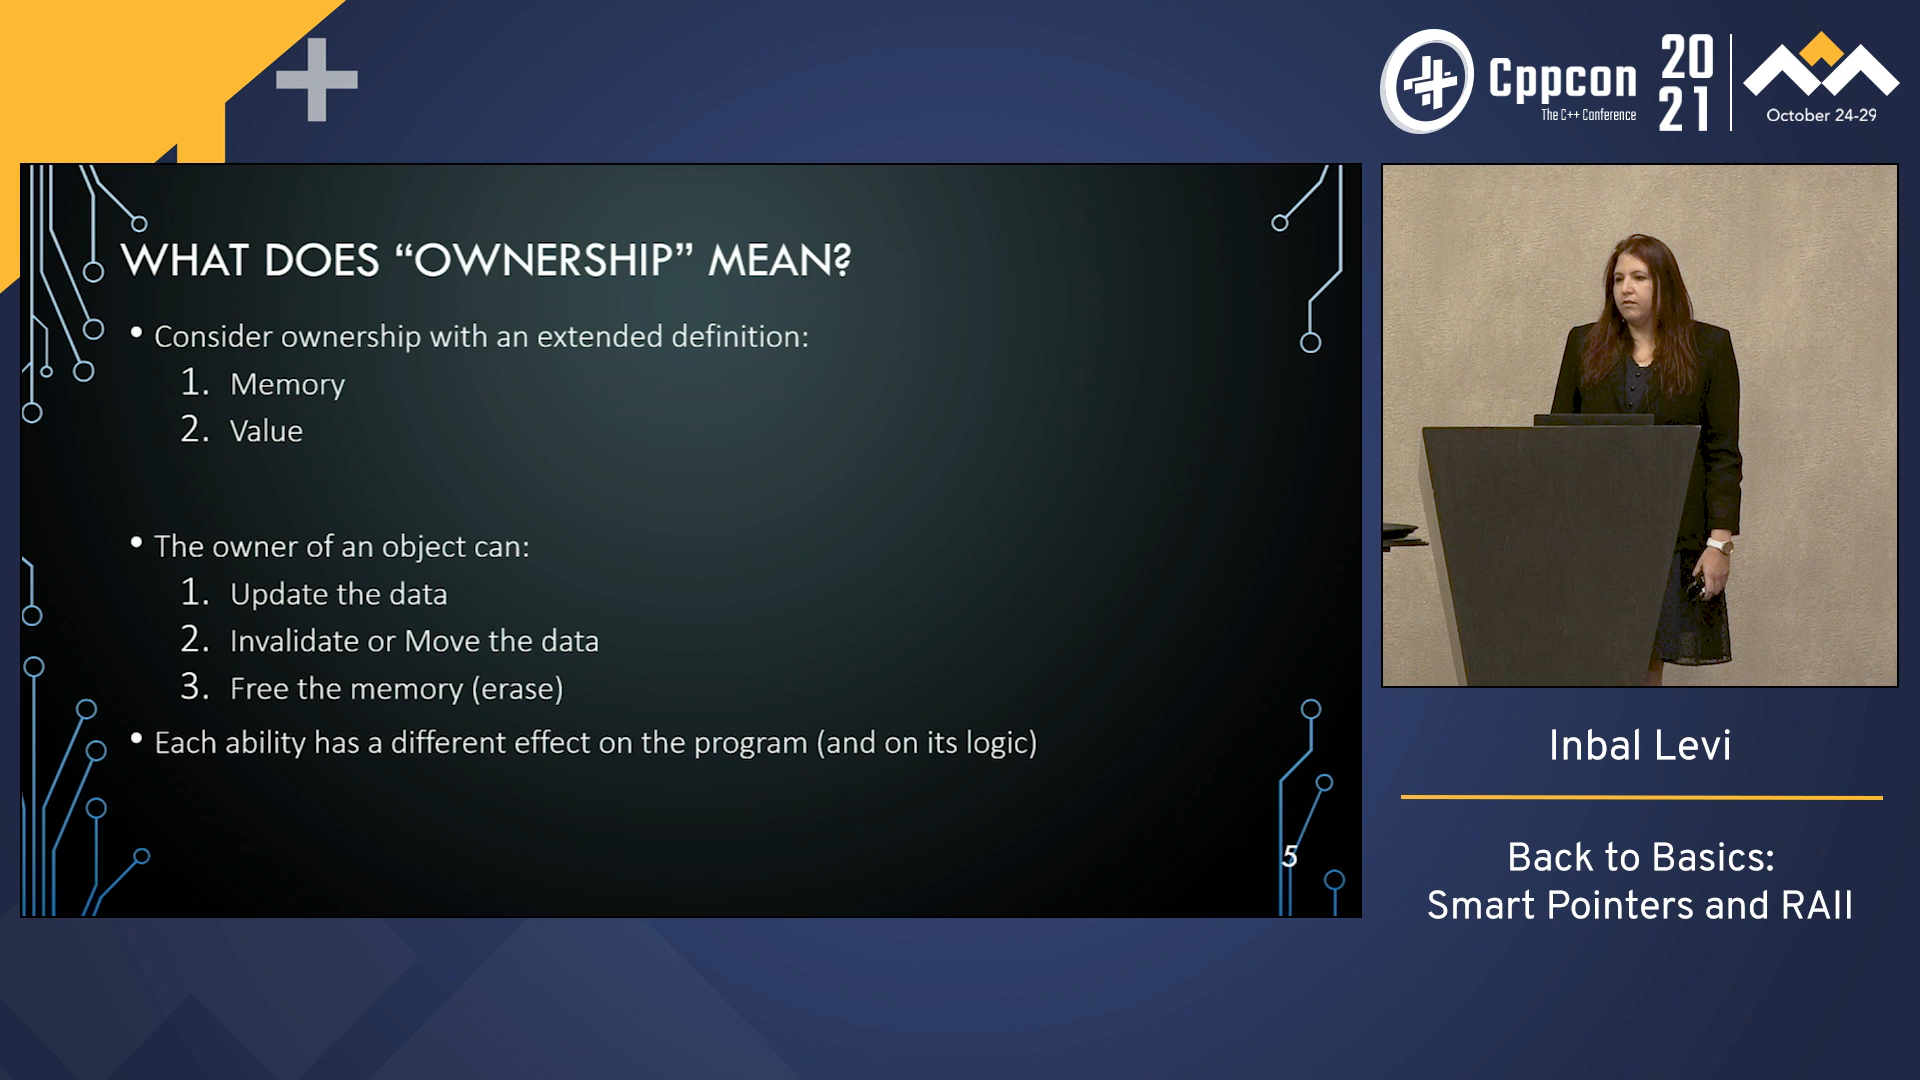 Cppcon
The C++ Conference
20
21
October 24-29
WHAT DOES “OWNERSHIP” MEAN?
• Consider ownership with an extended definition:
1. Memory
2. Value
• The owner of an object can:
1. Update the data
2. Invalidate or Move the data
3. Free the memory (erase)
• Each ability has a different effect on the program (and on its logic)
5
Inbal Levi
Back to Basics:
Smart Pointers and RAII